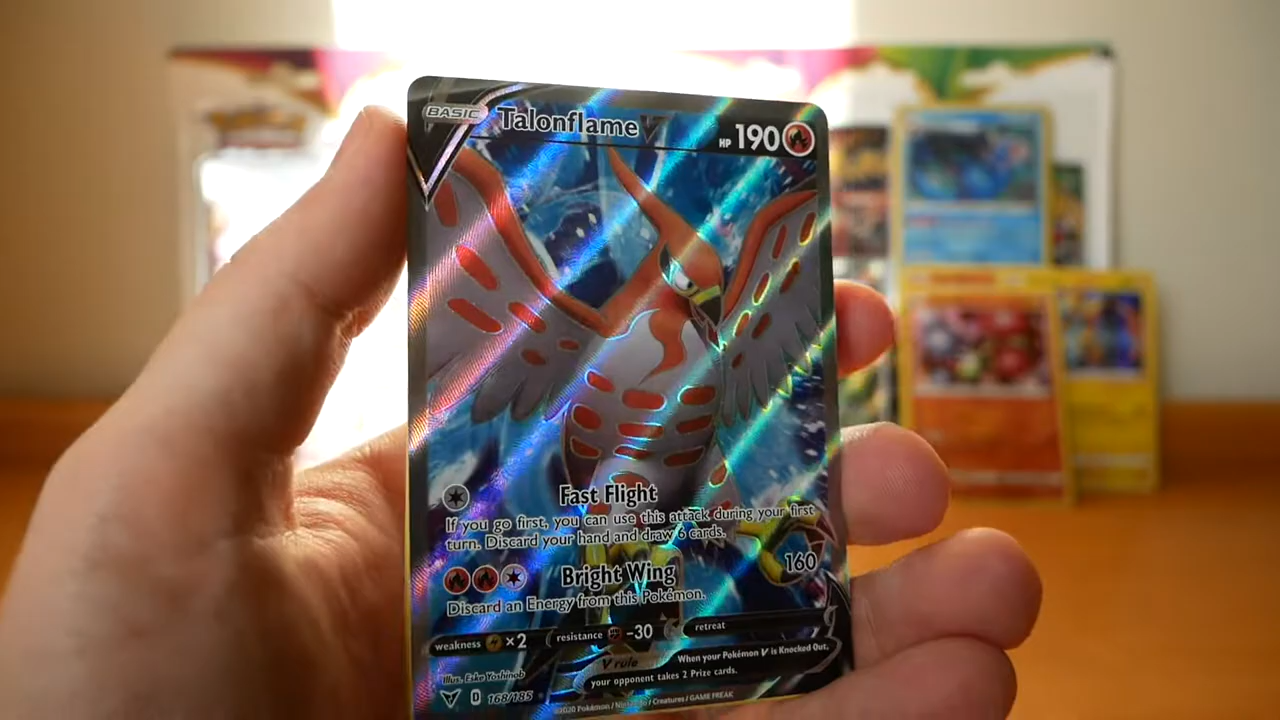 BASIC
Talonflame V
HP 190
Fast Flight
If you go first, you can use this attack during your first
turn. Discard your hand and draw 6 cards.
Bright Wing 160
Discard an Energy from this Pokémon.
weakness ×2 resistance -30 retreat
V rule
When your Pokémon V is Knocked Out,
your opponent takes 2 Prize cards.
Illus. Eske Yoshinob
D 168/185
©2020 Pokémon / Nintendo / Creatures / GAME FREAK